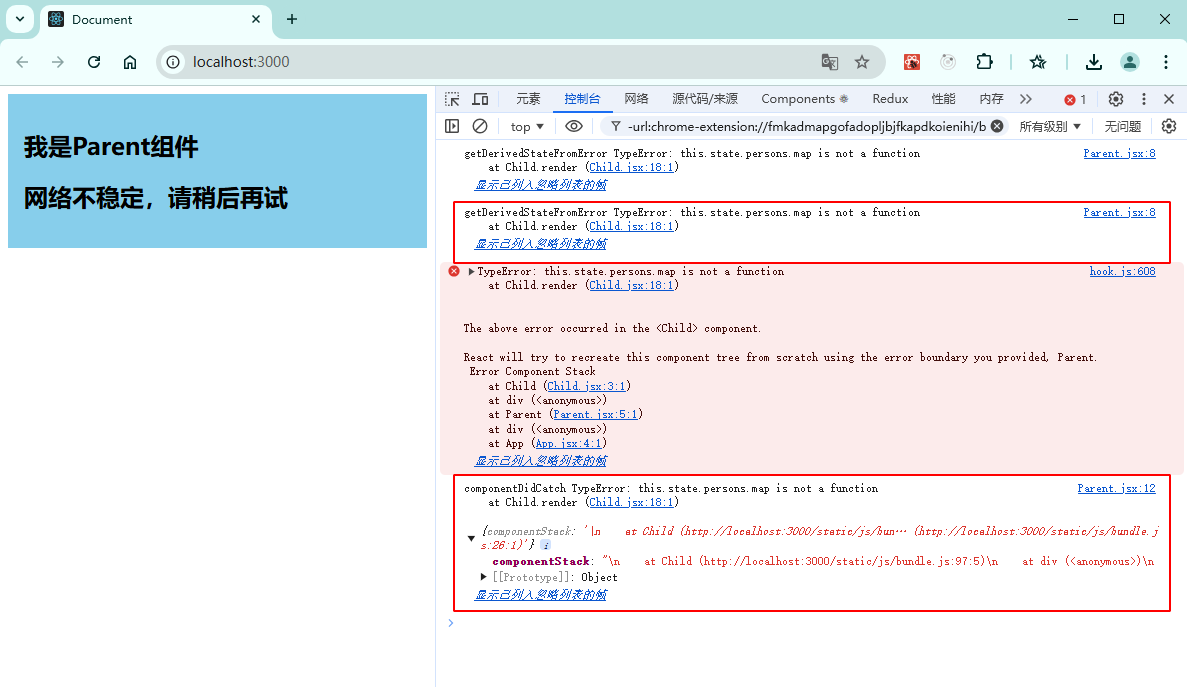 Document
localhost:3000
元素 控制台 网络 源代码/来源 Components Redux 性能 内存 1
top -url:chrome-extension://fmkadmapgofadopljbjfkapdkoienihi/b 所有级别 无问题
我是Parent组件
网络不稳定，请稍后再试
getDerivedStateFromError TypeError: this.state.persons.map is not a function Parent.jsx:8
at Child.render (Child.jsx:18:1)
显示已列入忽略列表的帧
getDerivedStateFromError TypeError: this.state.persons.map is not a function Parent.jsx:8
at Child.render (Child.jsx:18:1)
显示已列入忽略列表的帧
TypeError: this.state.persons.map is not a function hook.js:608
at Child.render (Child.jsx:18:1)
The above error occurred in the <Child> component.
React will try to recreate this component tree from scratch using the error boundary you provided, Parent.
Error Component Stack
at Child (Child.jsx:3:1)
at div (<anonymous>)
at Parent (Parent.jsx:5:1)
at div (<anonymous>)
at App (App.jsx:4:1)
显示已列入忽略列表的帧
componentDidCatch TypeError: this.state.persons.map is not a function Parent.jsx:12
at Child.render (Child.jsx:18:1)
{componentStack: '\n    at Child (http://localhost:3000/static/js/bun… (http://localhost:3000/static/js/bundle.j
s:26:1)'}
componentStack: "\n    at Child (http://localhost:3000/static/js/bundle.js:97:5)\n    at div (<anonymous>)\n
[[Prototype]]: Object
显示已列入忽略列表的帧